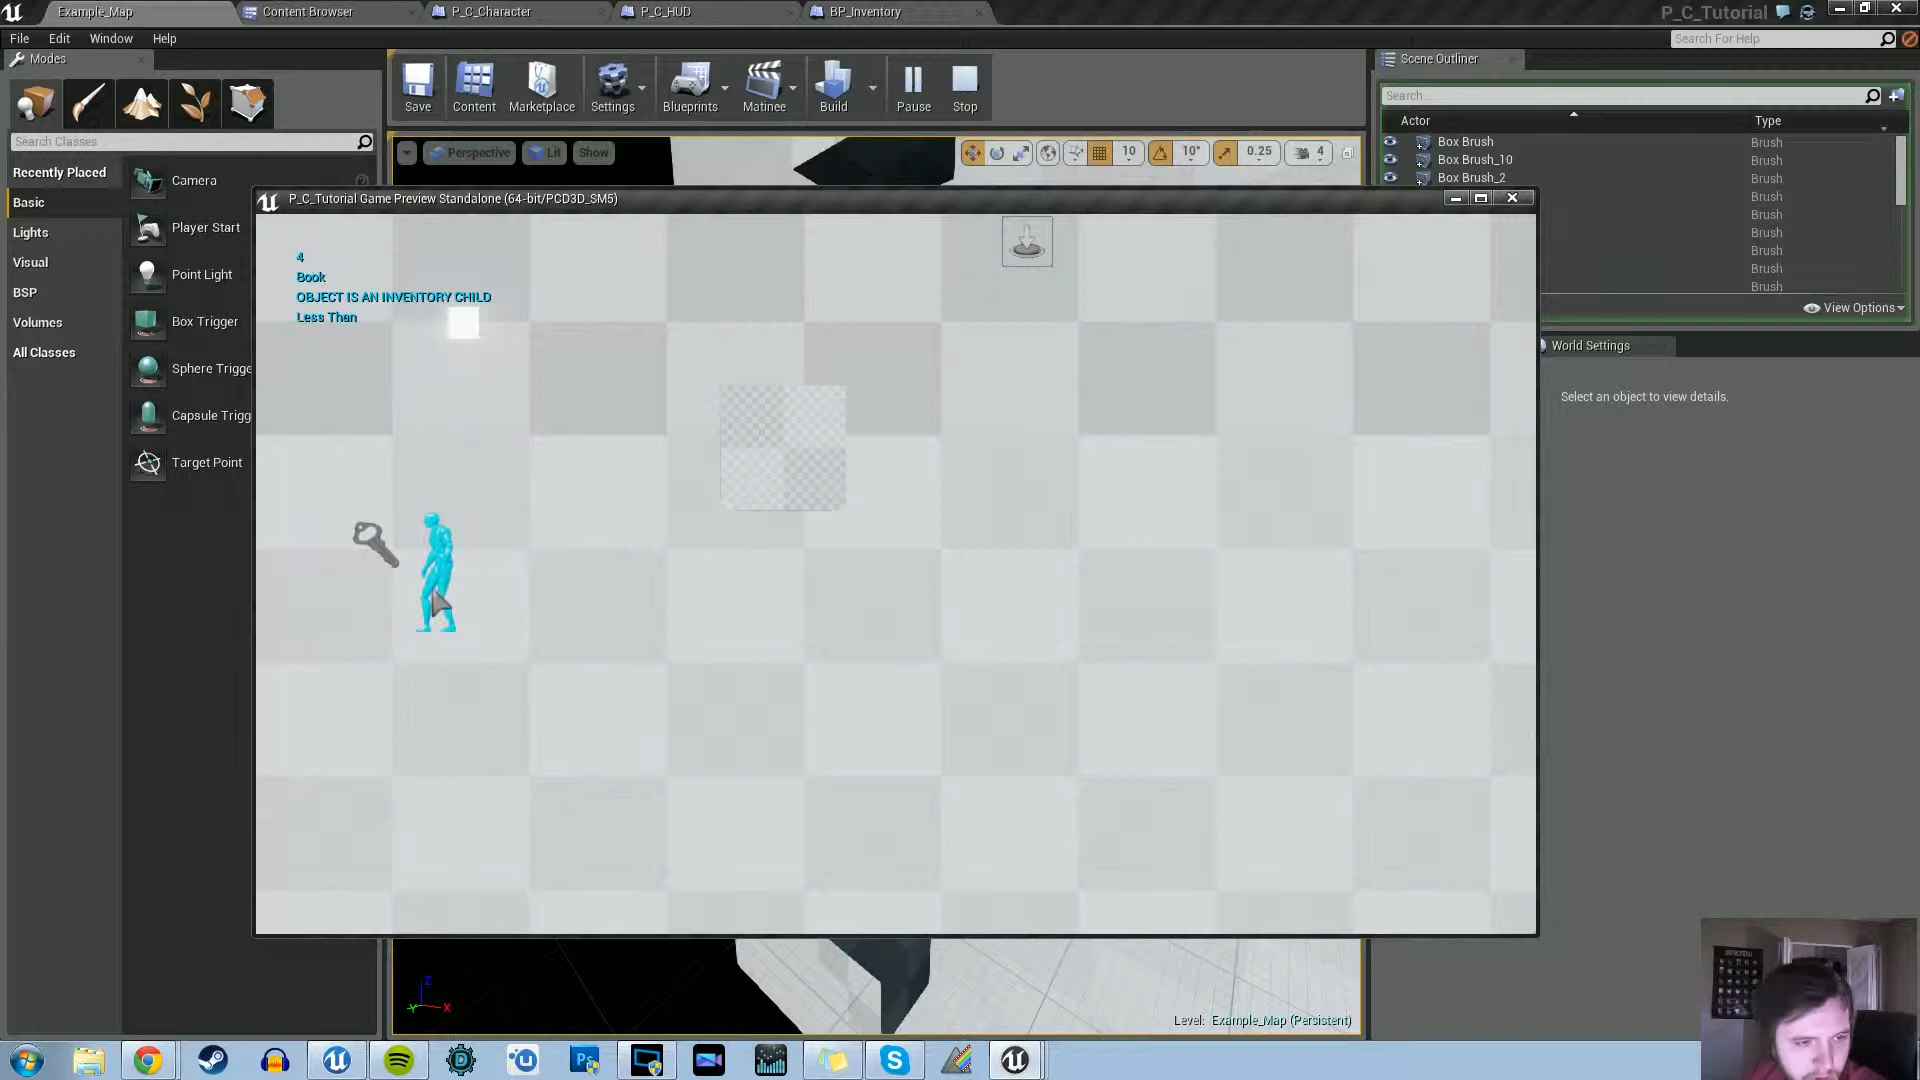 Example_Map
Content Browser
P_C_Character
P_C_HUD
BP_Inventory
P_C_Tutorial
File
Edit
Window
Help
Search For Help
Modes
Search Classes
Recently Placed
Basic
Lights
Visual
BSP
Volumes
All Classes
Camera
Player Start
Point Light
Box Trigger
Sphere Trigge
Capsule Trigg
Target Point
Save
Content
Marketplace
Settings
Blueprints
Matinee
Build
Pause
Stop
Perspective
Lit
Show
10
10°
0.25
4
Scene Outliner
Search...
Actor
Type
Box Brush
Brush
Box Brush_10
Brush
Box Brush_2
Brush
Brush
Brush
Brush
Brush
Brush
Brush
View Options
World Settings
Select an object to view details.
P_C_Tutorial Game Preview Standalone (64-bit/PCD3D_SM5)
4
Book
OBJECT IS AN INVENTORY CHILD
Less Than
Z
Y
X
Level: Example_Map (Persistent)